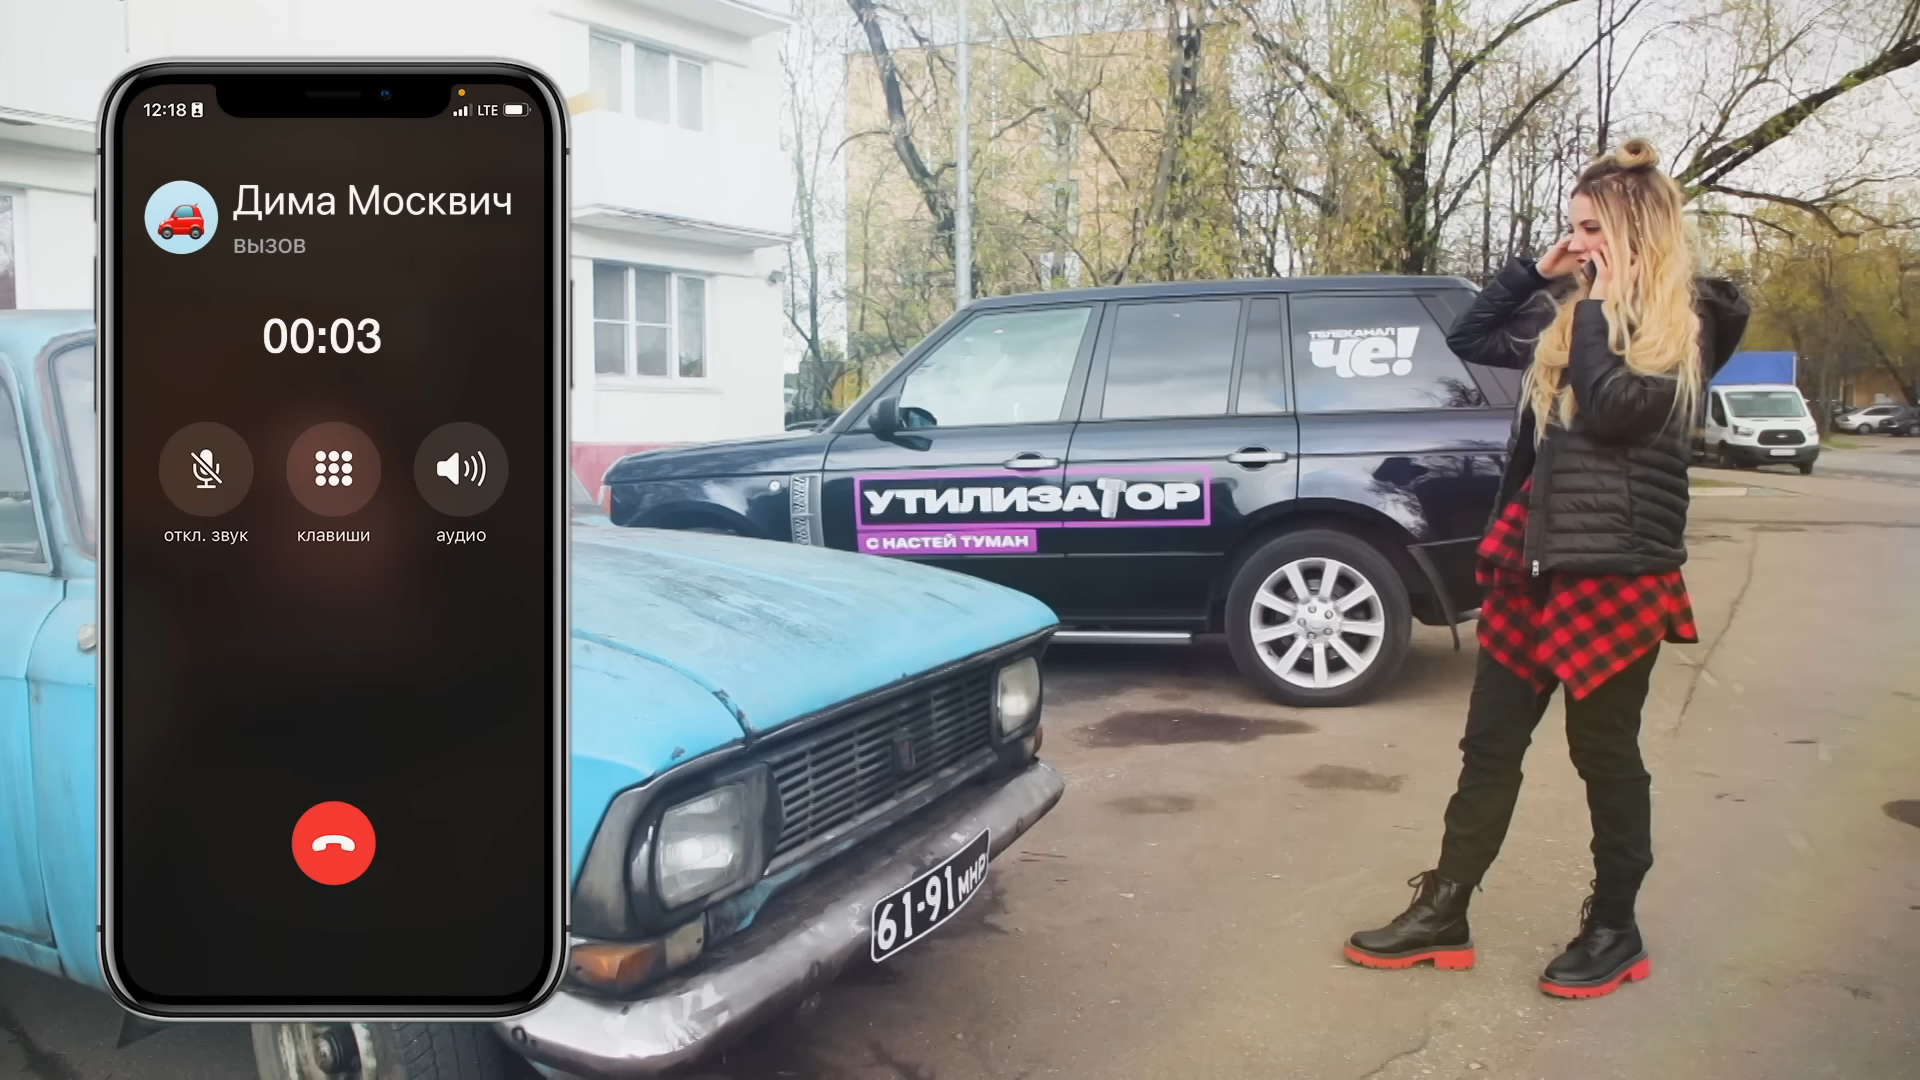 12:18
LTE
Дима Москвич
вызов
00:03
откл. звук
клавиши
аудио
ТЕЛЕКАНАЛ
Че!
УТИЛИЗАТОР
С НАСТЕЙ ТУМАН
61-91 МНР